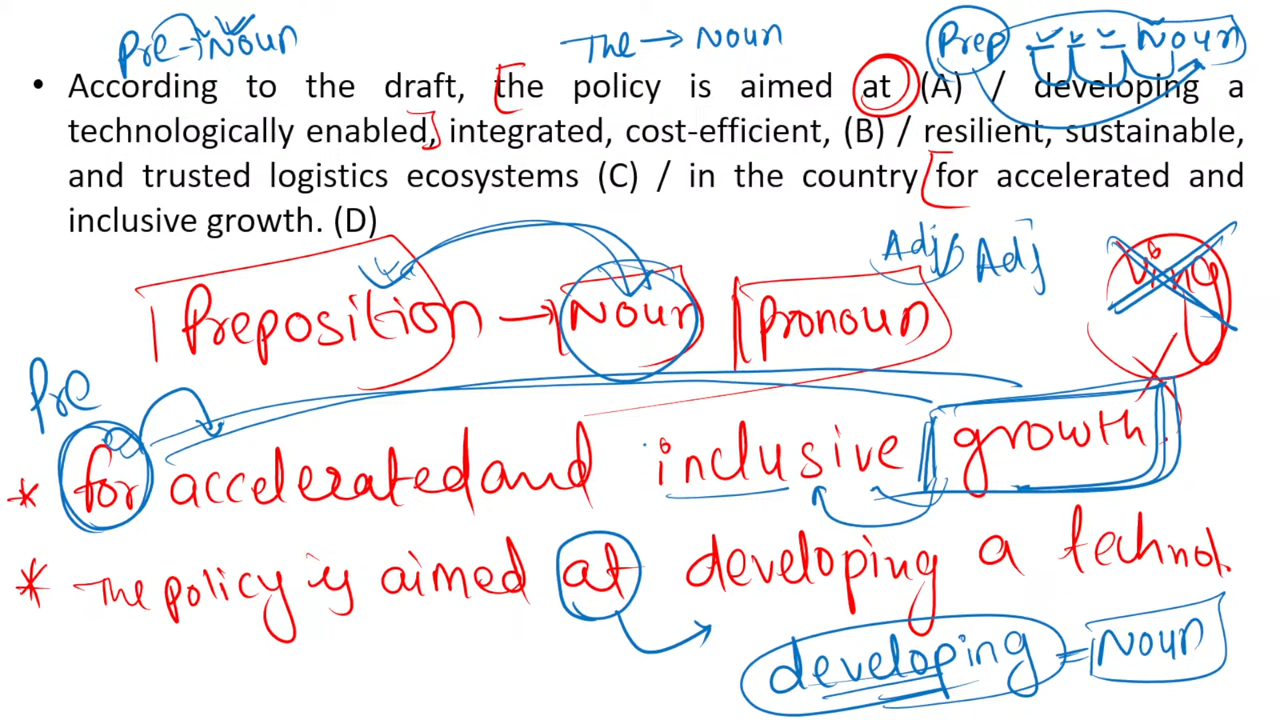 Pre → Noun
The → Noun
Prep Noun
• According to the draft, the policy is aimed at (A) / developing a
technologically enabled, integrated, cost-efficient, (B) / resilient, sustainable,
and trusted logistics ecosystems (C) / in the country for accelerated and
inclusive growth. (D)
Adj Adj
Preposition → Noun Pronoun
Pre
* for accelerated and inclusive growth.
* The policy is aimed at developing a technol.
developing = Noun